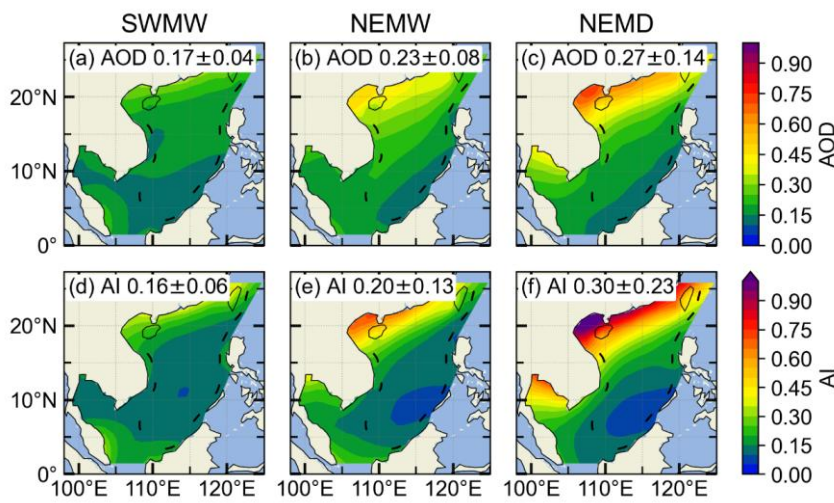 SWMW NEMW NEMD
(a) AOD 0.17±0.04 (b) AOD 0.23±0.08 (c) AOD 0.27±0.14
20°N
10°N
0°
0.90
0.75
0.60
0.45
0.30
0.15
0.00
AOD
(d) AI 0.16±0.06 (e) AI 0.20±0.13 (f) AI 0.30±0.23
20°N
10°N
0°
100°E 110°E 120°E 100°E 110°E 120°E 100°E 110°E 120°E
0.90
0.75
0.60
0.45
0.30
0.15
0.00
AI